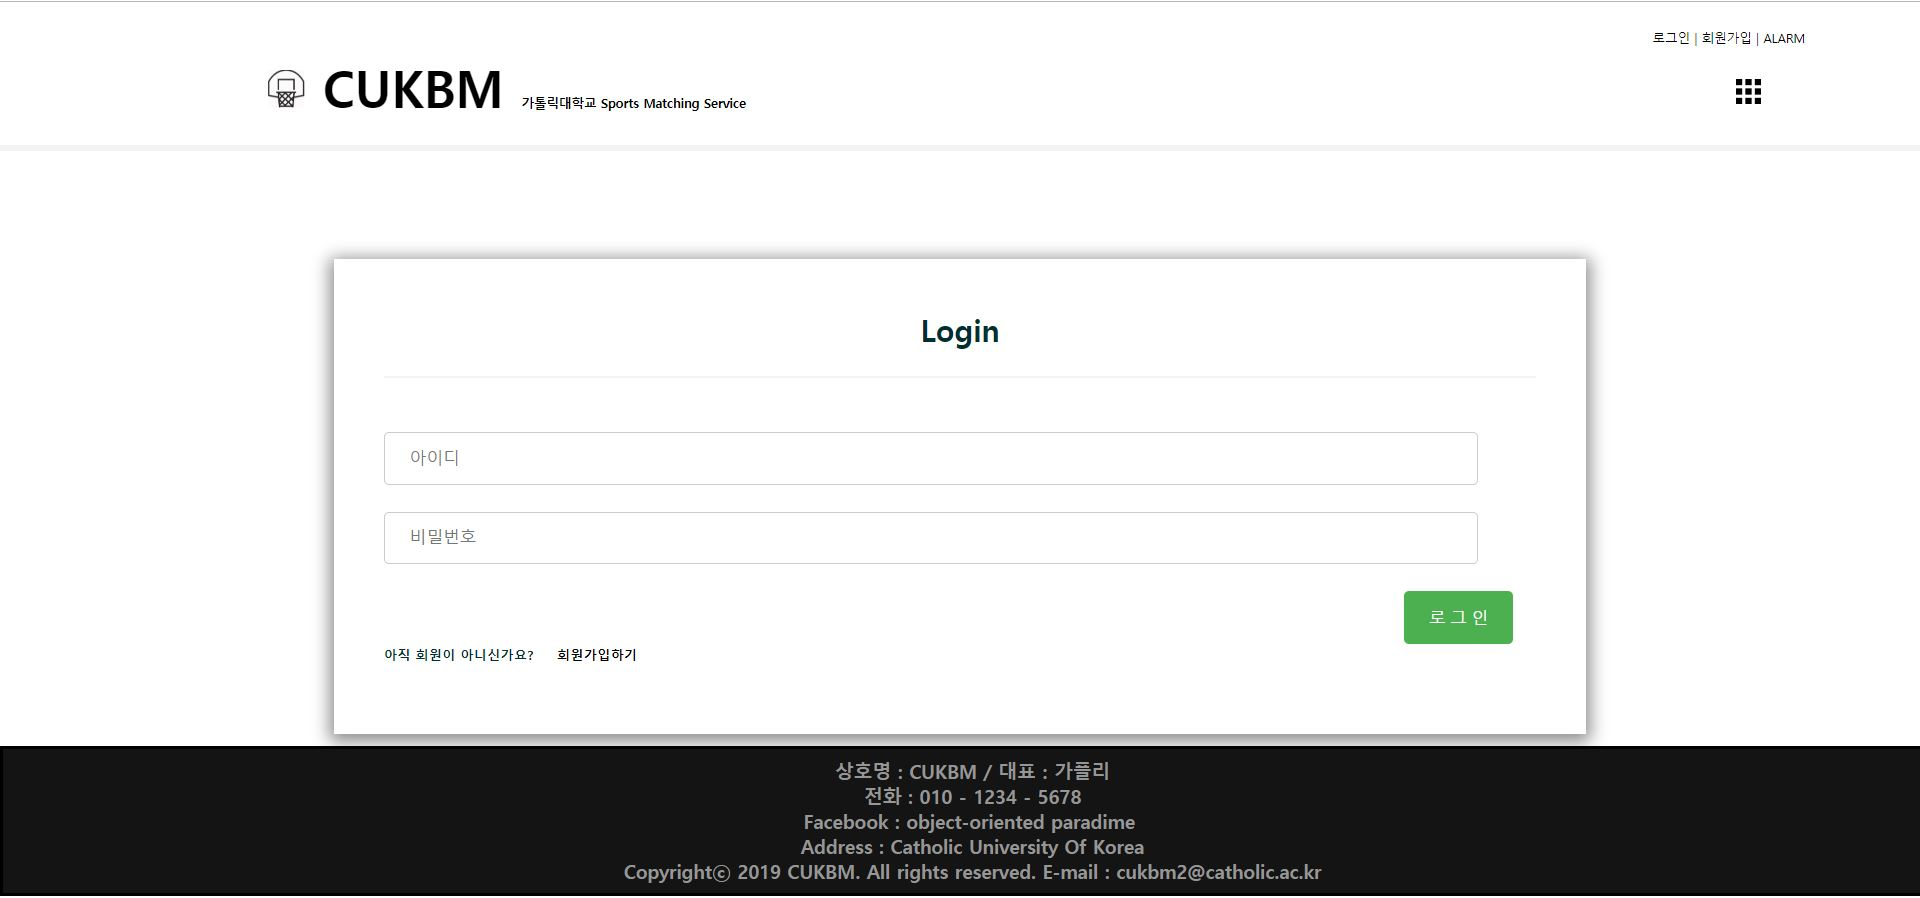 로그인 | 회원가입 | ALARM
CUKBM 가톨릭대학교 Sports Matching Service
Login
아이디
비밀번호
로 그 인
아직 회원이 아니신가요? 회원가입하기
상호명 : CUKBM / 대표 : 가플리
전화 : 010 - 1234 - 5678
Facebook : object-oriented paradime
Address : Catholic University Of Korea
Copyrightⓒ 2019 CUKBM. All rights reserved. E-mail : cukbm2@catholic.ac.kr